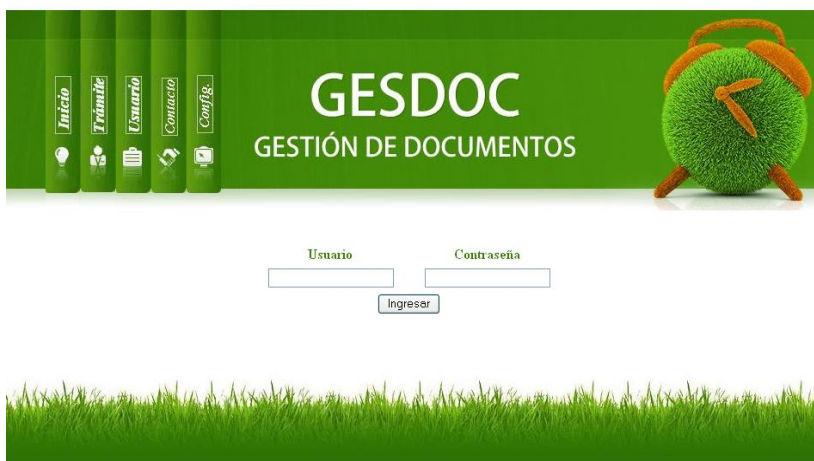 Inicio
Trámite
Usuario
Contacto
Config.
GESDOC
GESTIÓN DE DOCUMENTOS
Usuario Contraseña
Ingresar